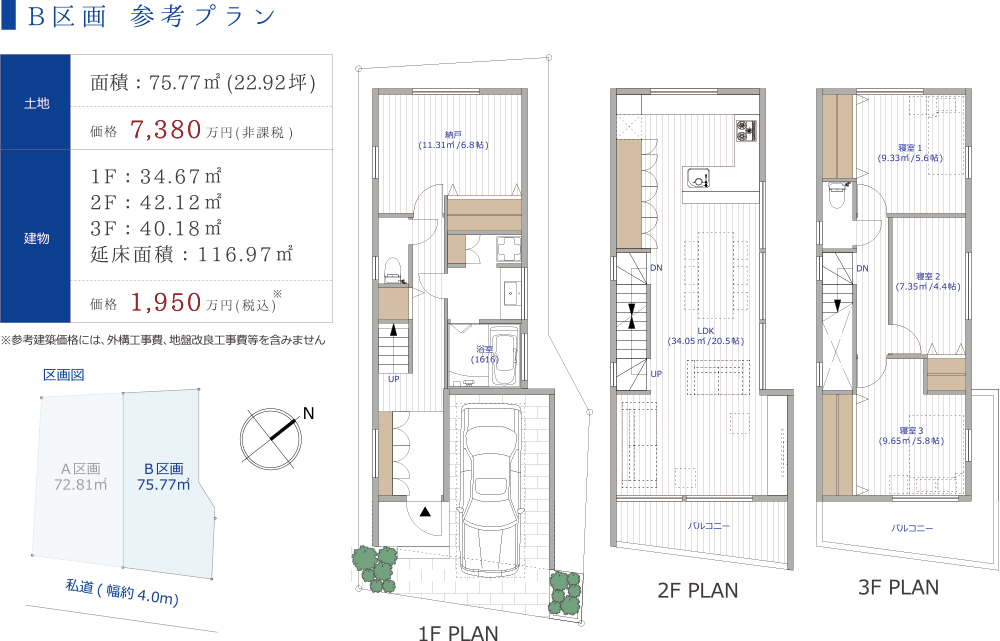 B区画 参考プラン
土地
面積：75.77㎡(22.92坪)
価格 7,380万円(非課税)
建物
1F：34.67㎡
2F：42.12㎡
3F：40.18㎡
延床面積：116.97㎡
価格 1,950万円(税込)※
※参考建築価格には、外構工事費、地盤改良工事費等を含みません
区画図
A区画
72.81㎡
B区画
75.77㎡
私道(幅約4.0m)
N
納戸
(11.31㎡/6.8帖)
浴室
(1616)
UP
1F PLAN
DN
LDK
(34.05㎡/20.5帖)
UP
バルコニー
2F PLAN
寝室1
(9.33㎡/5.6帖)
DN
寝室2
(7.35㎡/4.4帖)
寝室3
(9.65㎡/5.8帖)
バルコニー
3F PLAN